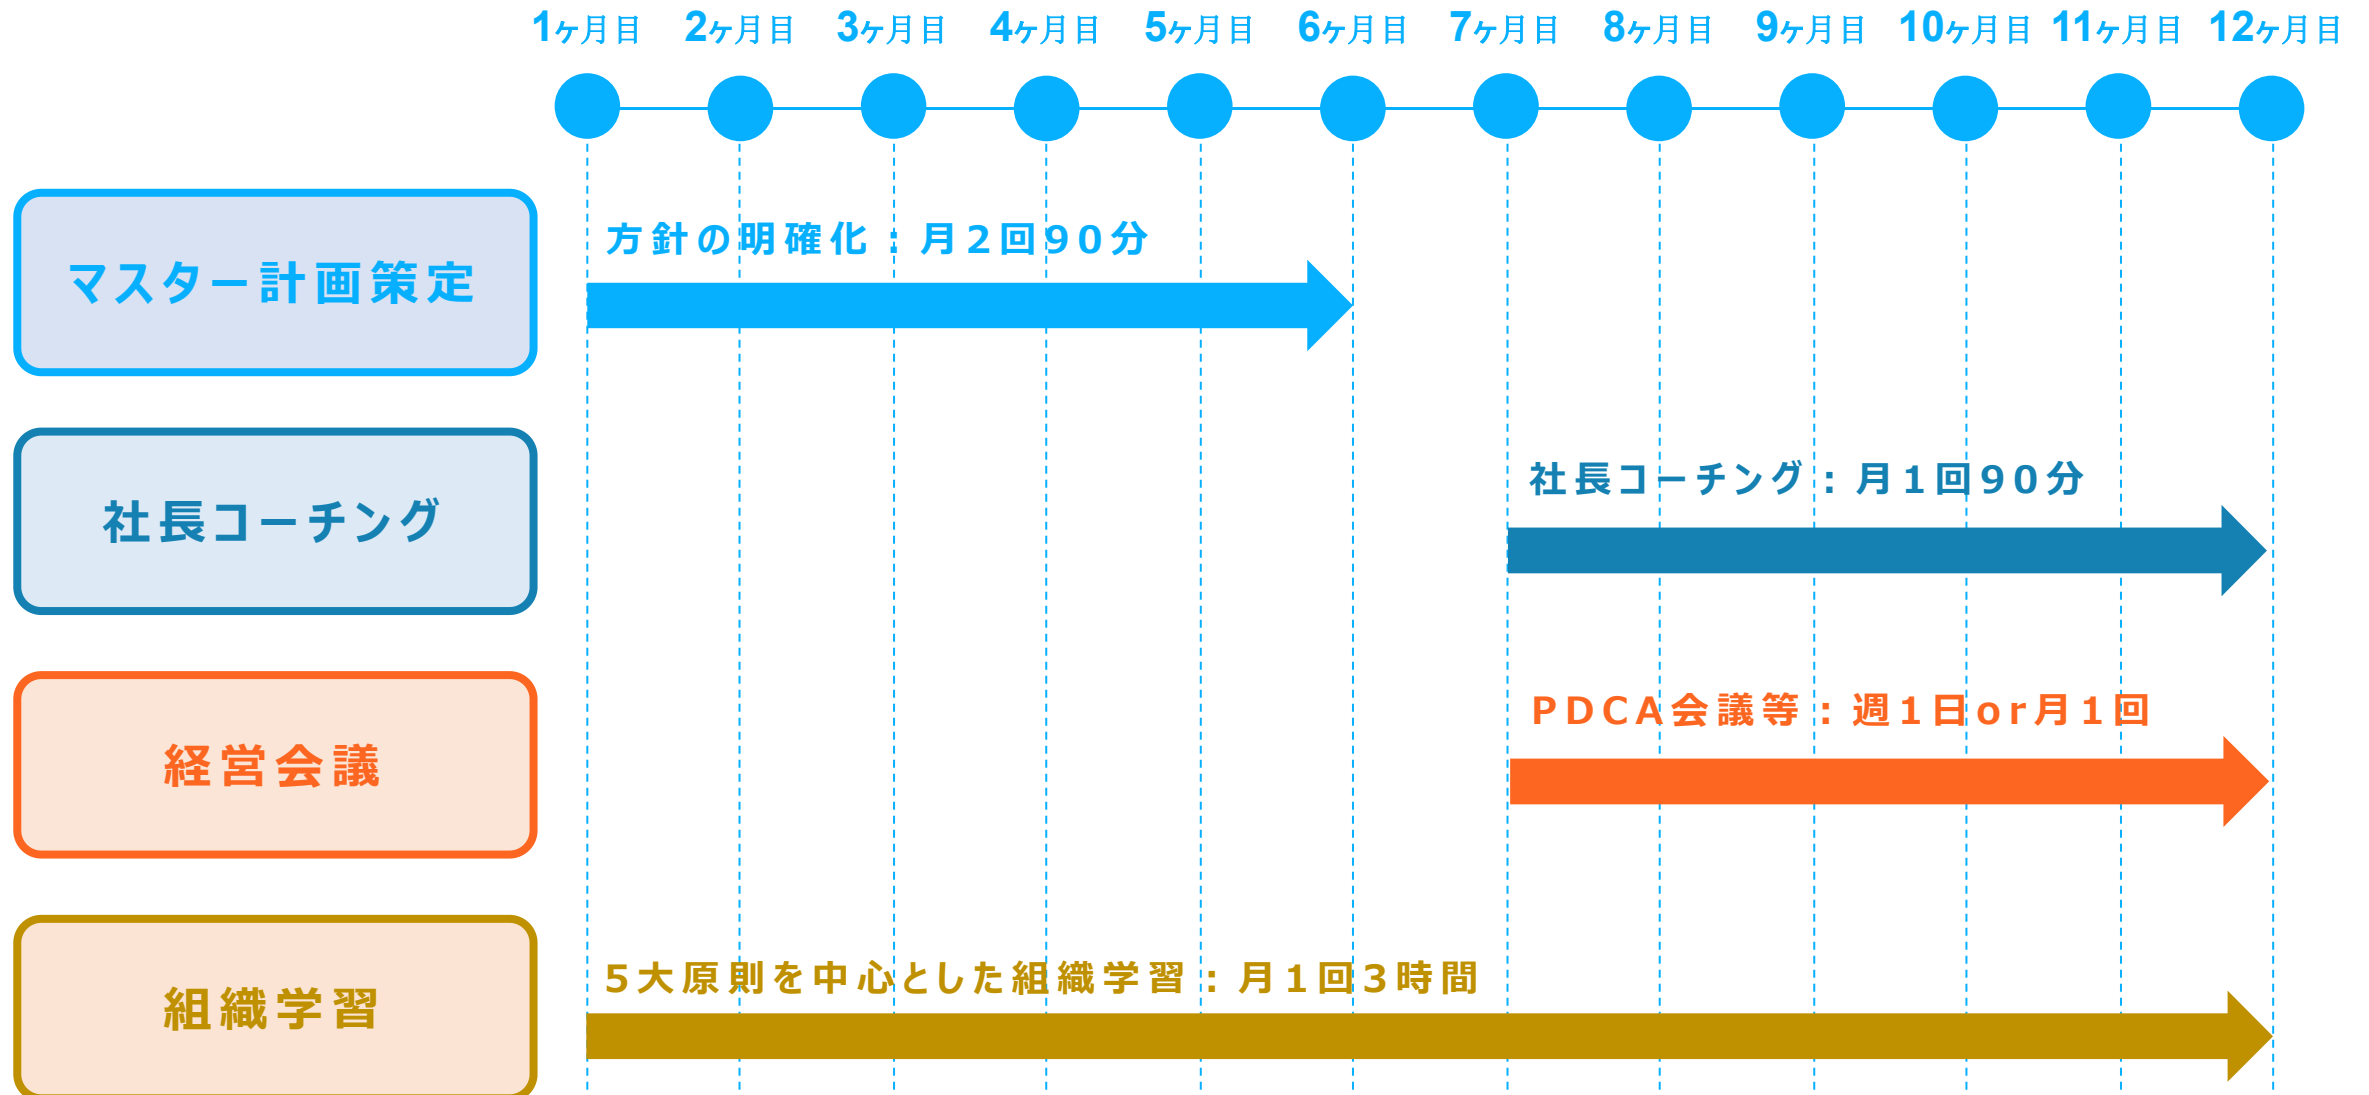 1ヶ月目 2ヶ月目 3ヶ月目 4ヶ月目 5ヶ月目 6ヶ月目 7ヶ月目 8ヶ月目 9ヶ月目 10ヶ月目 11ヶ月目 12ヶ月目
マスター計画策定
方針の明確化：月2回90分
社長コーチング
社長コーチング：月1回90分
経営会議
PDCA会議等：週1日or月1回
組織学習
5大原則を中心とした組織学習：月1回3時間